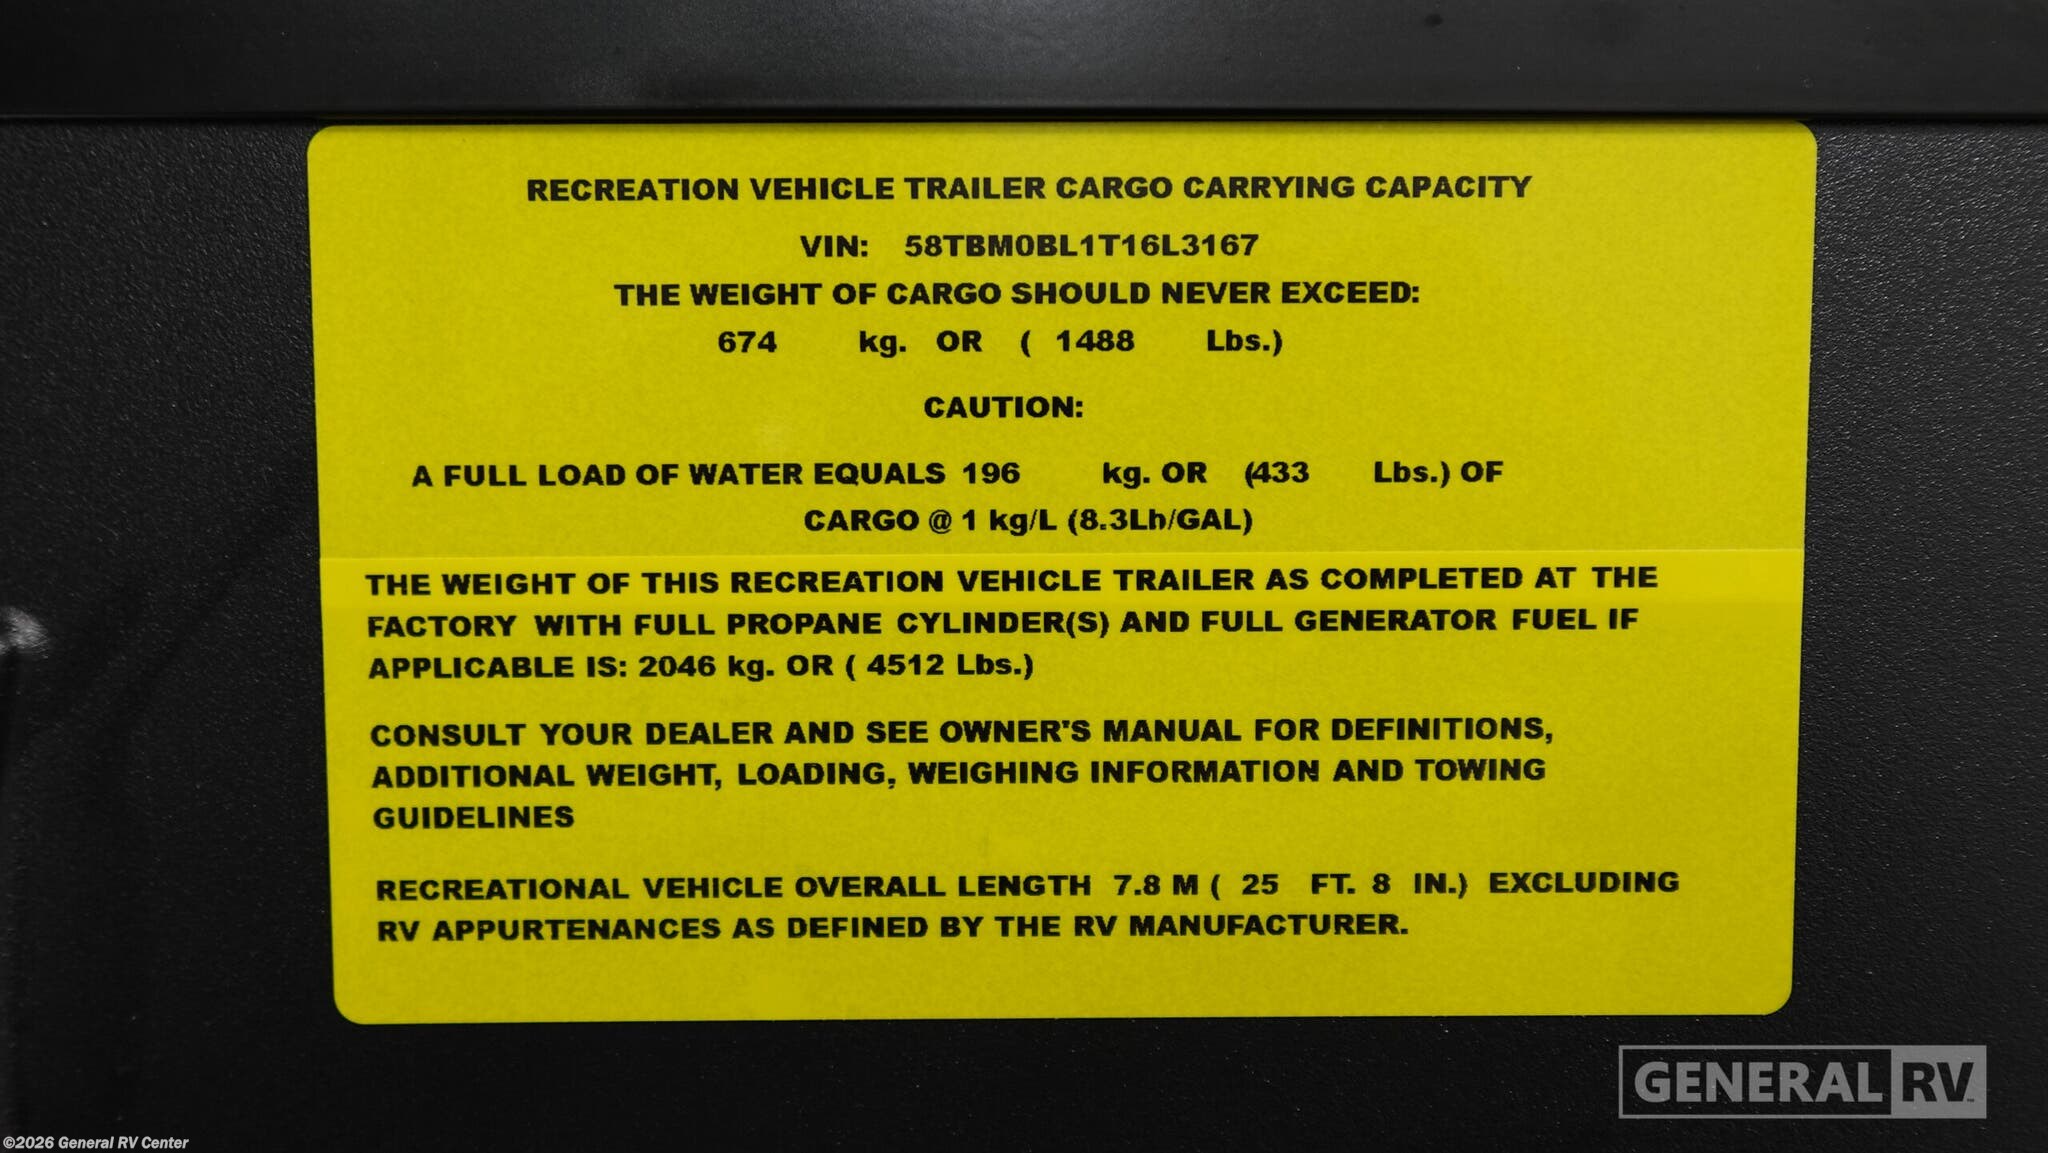 RECREATION VEHICLE TRAILER CARGO CARRYING CAPACITY
VIN: 58TBM0BL1T16L3167
THE WEIGHT OF CARGO SHOULD NEVER EXCEED:
674 kg. OR ( 1488 Lbs.)
CAUTION:
A FULL LOAD OF WATER EQUALS 196 kg. OR (433 Lbs.) OF
CARGO @ 1 kg/L (8.3Lb/GAL)
THE WEIGHT OF THIS RECREATION VEHICLE TRAILER AS COMPLETED AT THE
FACTORY WITH FULL PROPANE CYLINDER(S) AND FULL GENERATOR FUEL IF
APPLICABLE IS: 2046 kg. OR ( 4512 Lbs.)
CONSULT YOUR DEALER AND SEE OWNER'S MANUAL FOR DEFINITIONS,
ADDITIONAL WEIGHT, LOADING, WEIGHING INFORMATION AND TOWING
GUIDELINES
RECREATIONAL VEHICLE OVERALL LENGTH 7.8 M ( 25 FT. 8 IN.) EXCLUDING
RV APPURTENANCES AS DEFINED BY THE RV MANUFACTURER.
GENERAL RV
©2026 General RV Center